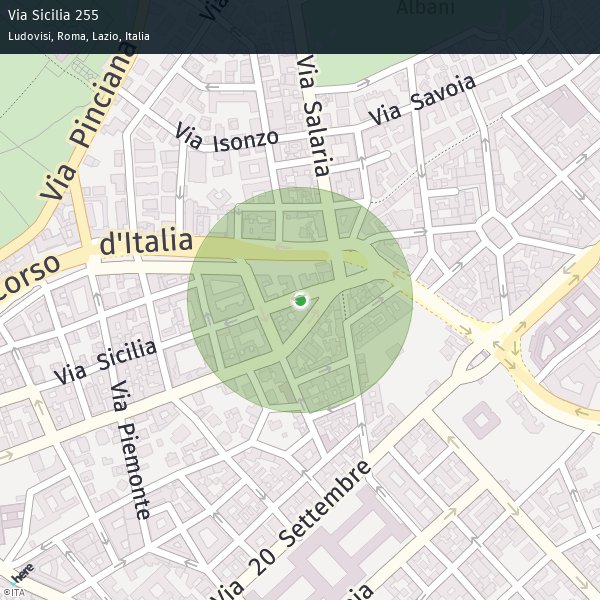 Via Sicilia 255
Ludovisi, Roma, Lazio, Italia
Albani
Via
Via Pinciana
Via Salaria
Via Savoia
Via Isonzo
Corso d'Italia
Via Sicilia
Via Piemonte
Via 20 Settembre
here
©ITA